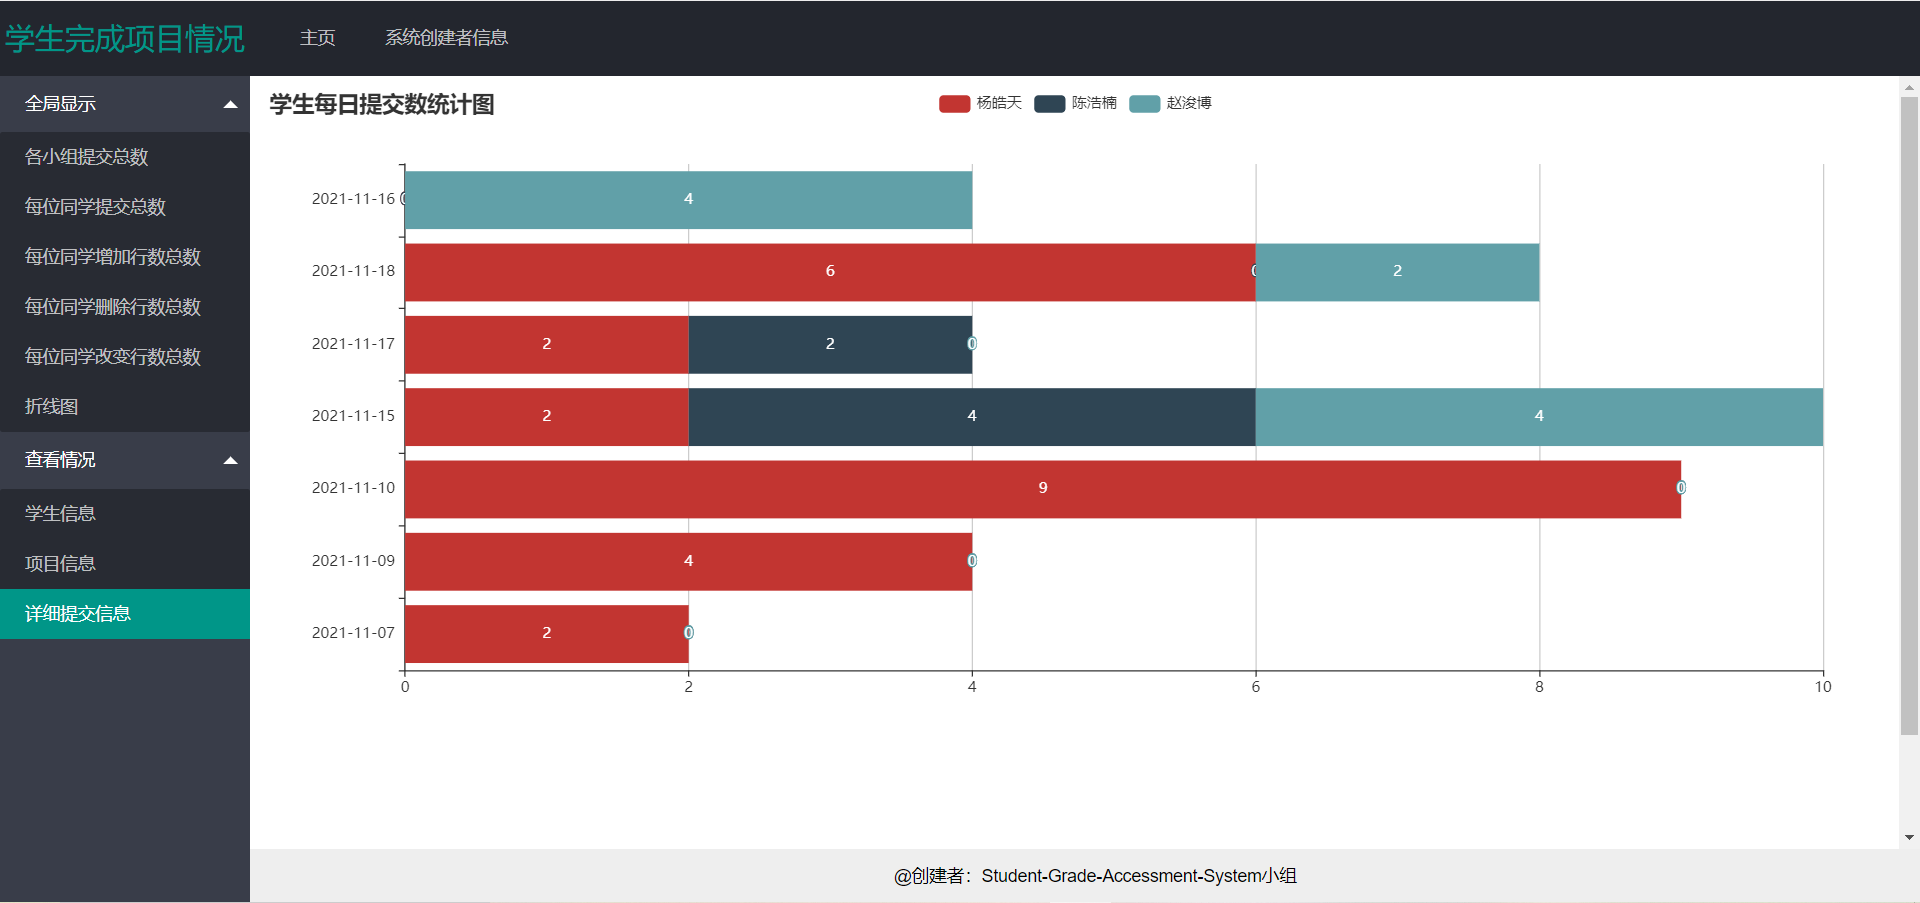 学生完成项目情况
主页
系统创建者信息
全局显示
各小组提交总数
每位同学提交总数
每位同学增加行数总数
每位同学删除行数总数
每位同学改变行数总数
折线图
查看情况
学生信息
项目信息
详细提交信息
学生每日提交数统计图
杨皓天 陈浩楠 赵浚博
2021-11-16 0 4
2021-11-18 6 0 2
2021-11-17 2 2 0
2021-11-15 2 4 4
2021-11-10 9 0
2021-11-09 4 0
2021-11-07 2 0
0 2 4 6 8 10
@创建者：Student-Grade-Accessment-System小组